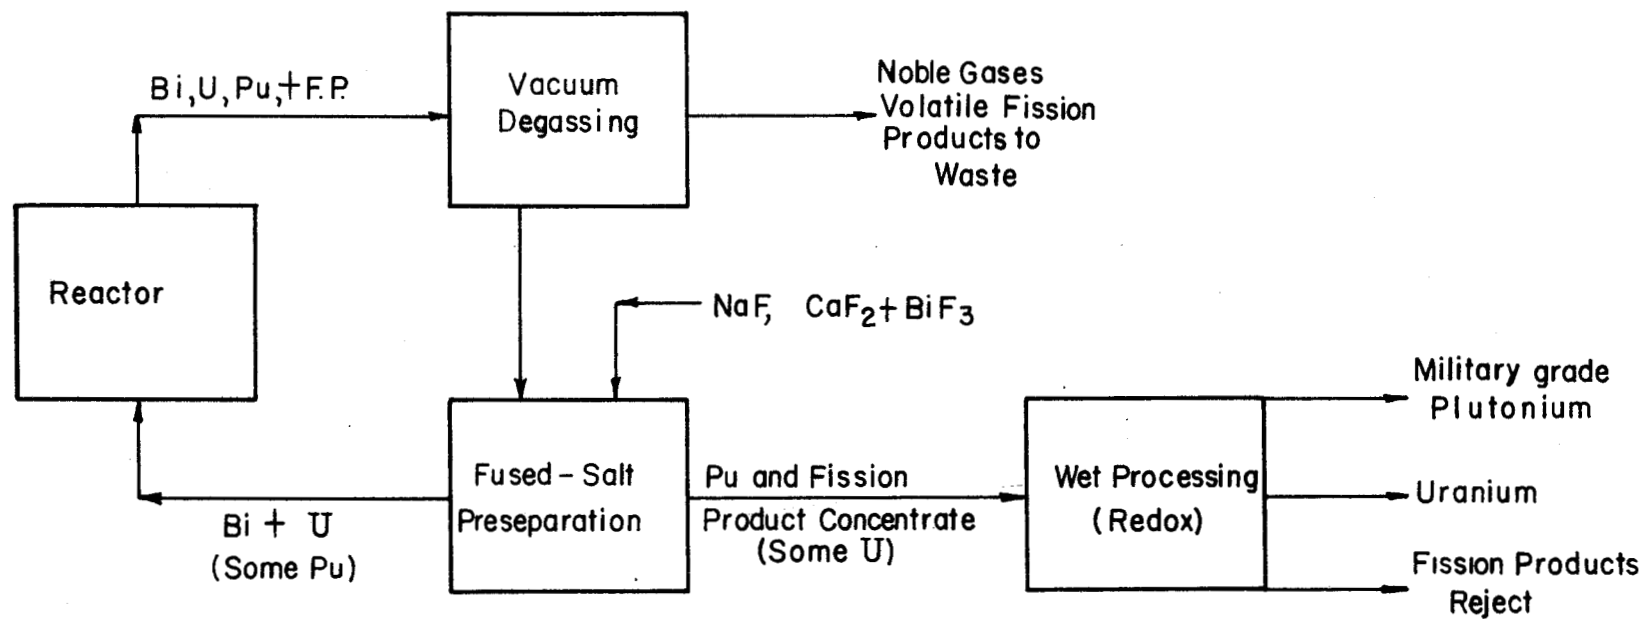 Bi, U, Pu, + F.P.
Vacuum
Degassing
Noble Gases
Volatile Fission
Products to
Waste
Reactor
NaF, CaF2 + BiF3
Fused-Salt
Preseparation
Bi + U
(Some Pu)
Pu and Fission
Product Concentrate
(Some U)
Wet Processing
(Redox)
Military grade
Plutonium
Uranium
Fission Products
Reject